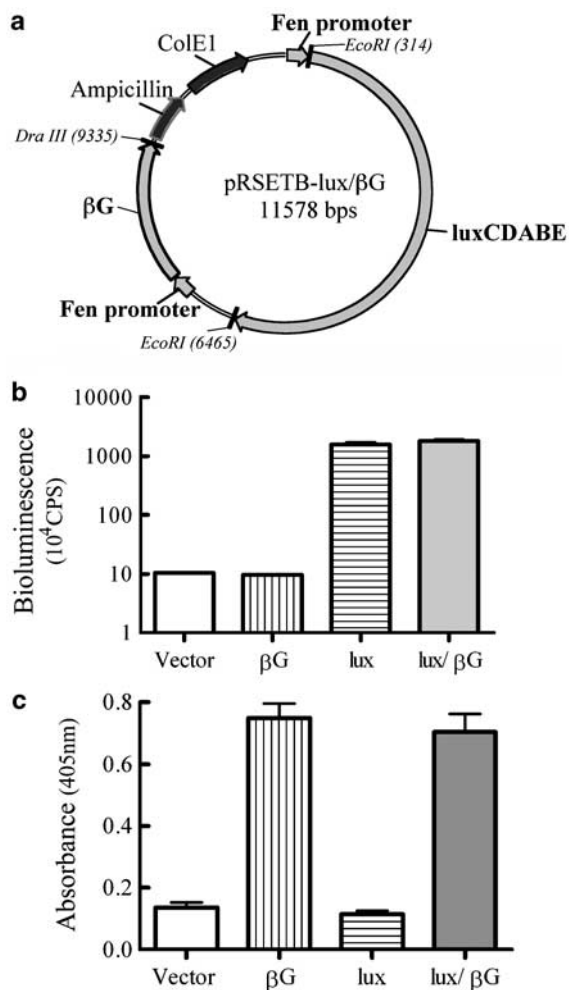 a
Fen promoter
EcoRI (314)
ColE1
Ampicillin
Dra III (9335)
pRSETB-lux/βG
11578 bps
βG
luxCDABE
Fen promoter
EcoRI (6465)
b
Bioluminescence
(10⁴CPS)
10000
1000
100
10
1
Vector βG lux lux/ βG
c
Absorbance (405nm)
0.8
0.6
0.4
0.2
0.0
Vector βG lux lux/ βG